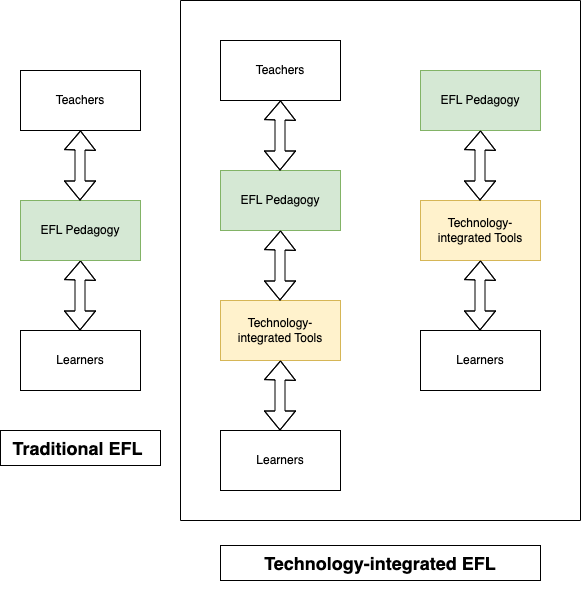 Teachers
EFL Pedagogy
Learners
Traditional EFL
Teachers
EFL Pedagogy
Technology-
integrated Tools
Learners
EFL Pedagogy
Technology-
integrated Tools
Learners
Technology-integrated EFL